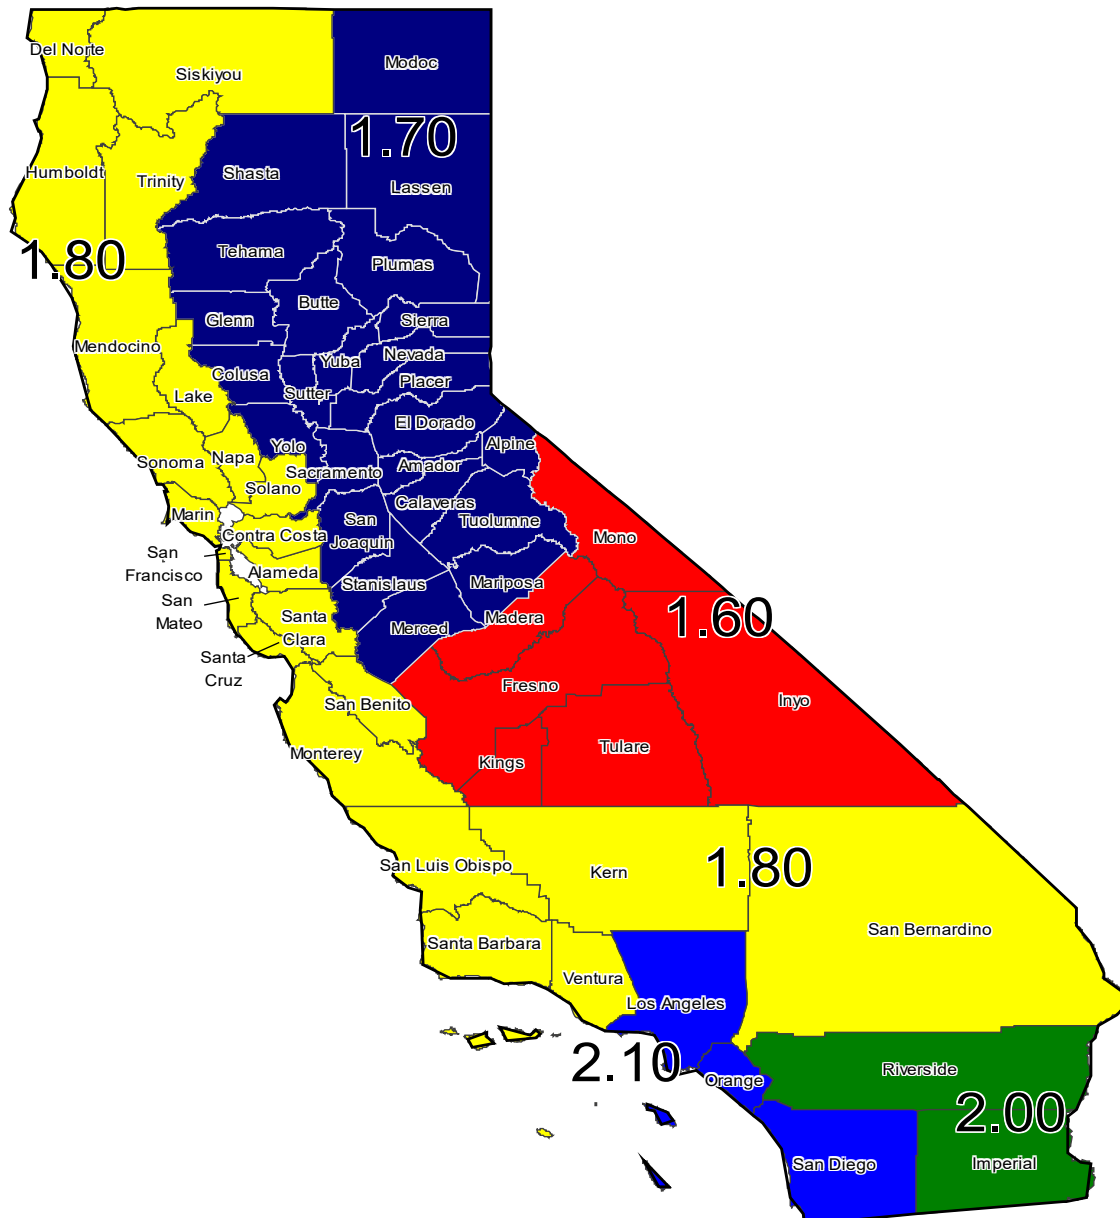 Del Norte
Siskiyou
Modoc
1.70
Humboldt
Trinity
Shasta
Lassen
1.80
Tehama
Plumas
Butte
Glenn
Sierra
Mendocino
Yuba
Nevada
Colusa
Placer
Lake
Sutter
El Dorado
Alpine
Yolo
Sonoma
Napa
Sacramento
Amador
Solano
Calaveras
Marin
San
Joaquin
Tuolumne
Contra Costa
Mono
San
Francisco
Alameda
Stanislaus
Mariposa
San
Mateo
Santa
Clara
Merced
Madera
1.60
Santa
Cruz
Fresno
San Benito
Inyo
Monterey
Kings
Tulare
San Luis Obispo
Kern
1.80
San Bernardino
Santa Barbara
Ventura
Los Angeles
2.10
Orange
Riverside
2.00
San Diego
Imperial